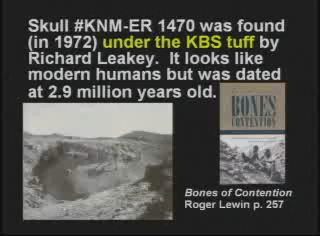 Skull #KNM-ER 1470 was found
(in 1972) under the KBS tuff by
Richard Leakey.  It looks like
modern humans but was dated
at 2.9 million years old.
BONES
CONTENTION
Bones of Contention
Roger Lewin p. 257